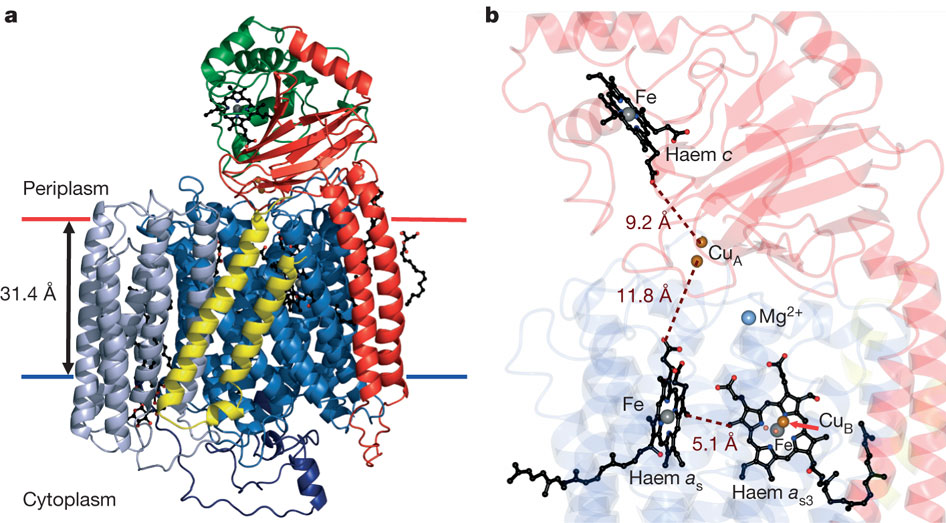 a
Periplasm
31.4 Å
Cytoplasm
b
Fe
Haem c
9.2 Å
CuA
11.8 Å
Mg2+
Fe
CuB
Fe
5.1 Å
Haem as
Haem as3